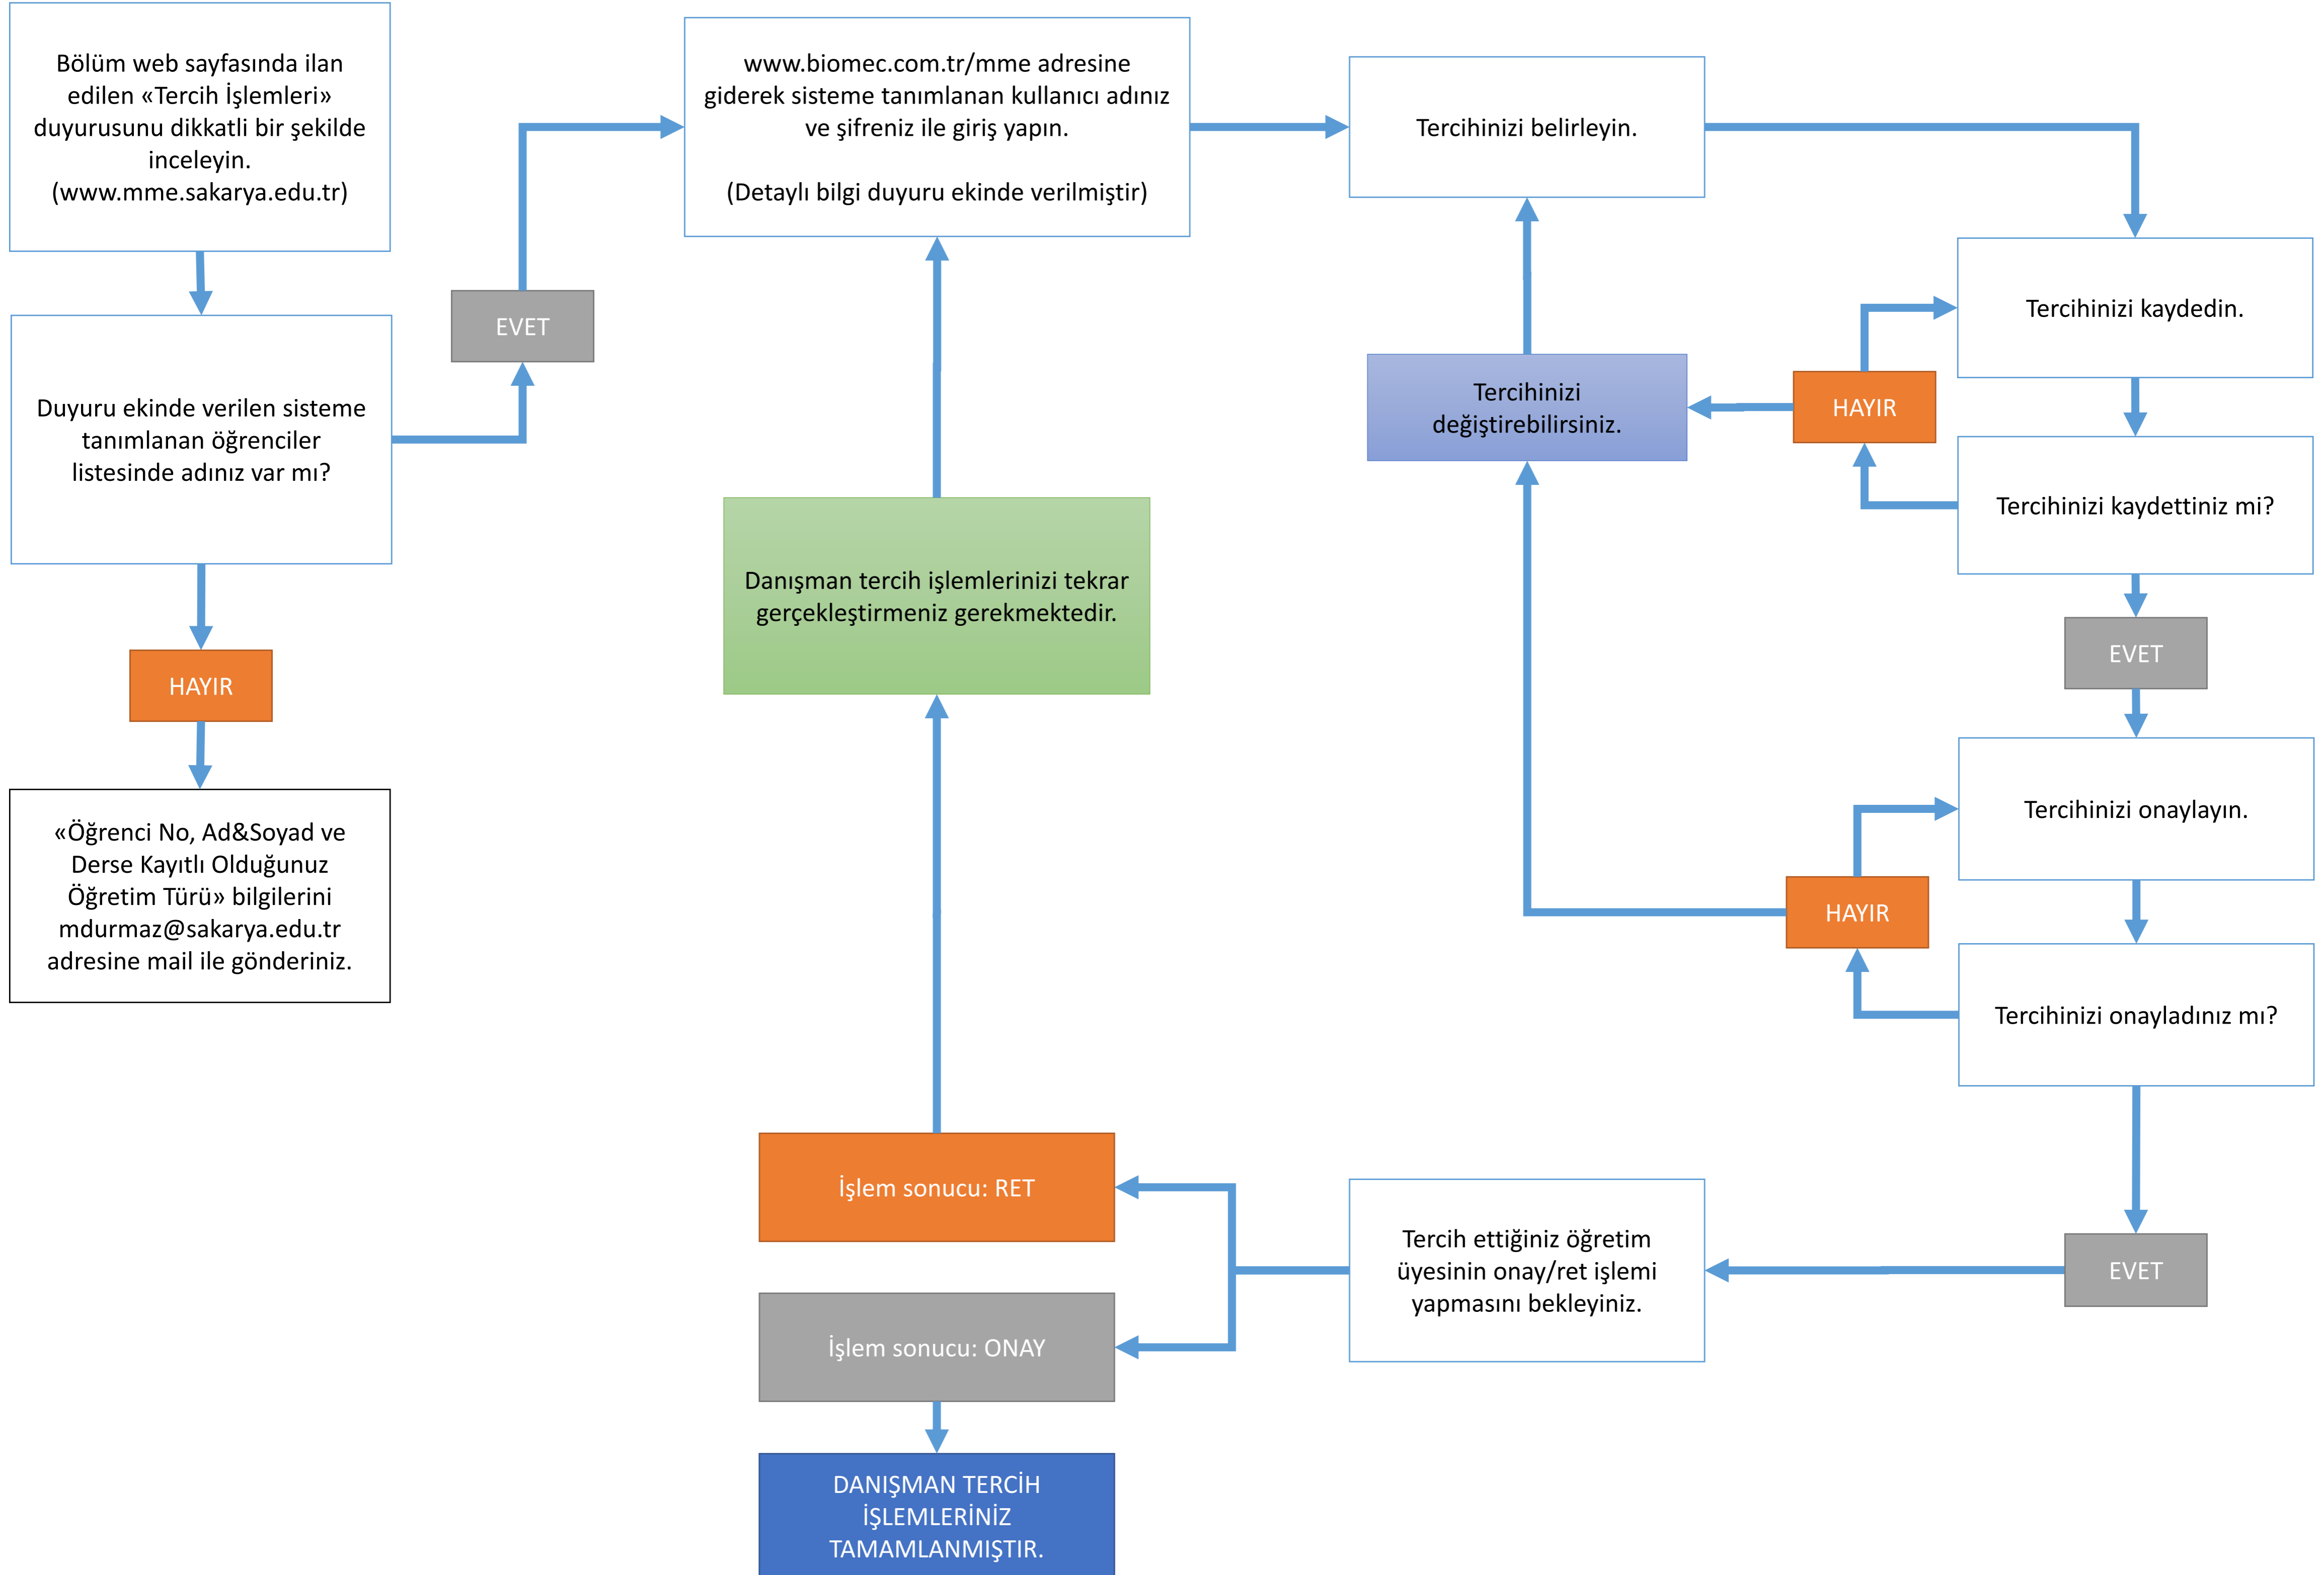 Bölüm web sayfasında ilan
edilen «Tercih İşlemleri»
duyurusunu dikkatli bir şekilde
inceleyin.
(www.mme.sakarya.edu.tr)
Duyuru ekinde verilen sisteme
tanımlanan öğrenciler
listesinde adınız var mı?
HAYIR
«Öğrenci No, Ad&Soyad ve
Derse Kayıtlı Olduğunuz
Öğretim Türü» bilgilerini
mdurmaz@sakarya.edu.tr
adresine mail ile gönderiniz.
EVET
www.biomec.com.tr/mme adresine
giderek sisteme tanımlanan kullanıcı adınız
ve şifreniz ile giriş yapın.
(Detaylı bilgi duyuru ekinde verilmiştir)
Tercihinizi belirleyin.
Tercihinizi kaydedin.
Tercihinizi kaydettiniz mi?
HAYIR
Tercihinizi
değiştirebilirsiniz.
EVET
Tercihinizi onaylayın.
Tercihinizi onayladınız mı?
HAYIR
EVET
Tercih ettiğiniz öğretim
üyesinin onay/ret işlemi
yapmasını bekleyiniz.
İşlem sonucu: RET
Danışman tercih işlemlerinizi tekrar
gerçekleştirmeniz gerekmektedir.
İşlem sonucu: ONAY
DANIŞMAN TERCİH
İŞLEMLERİNİZ
TAMAMLANMIŞTIR.